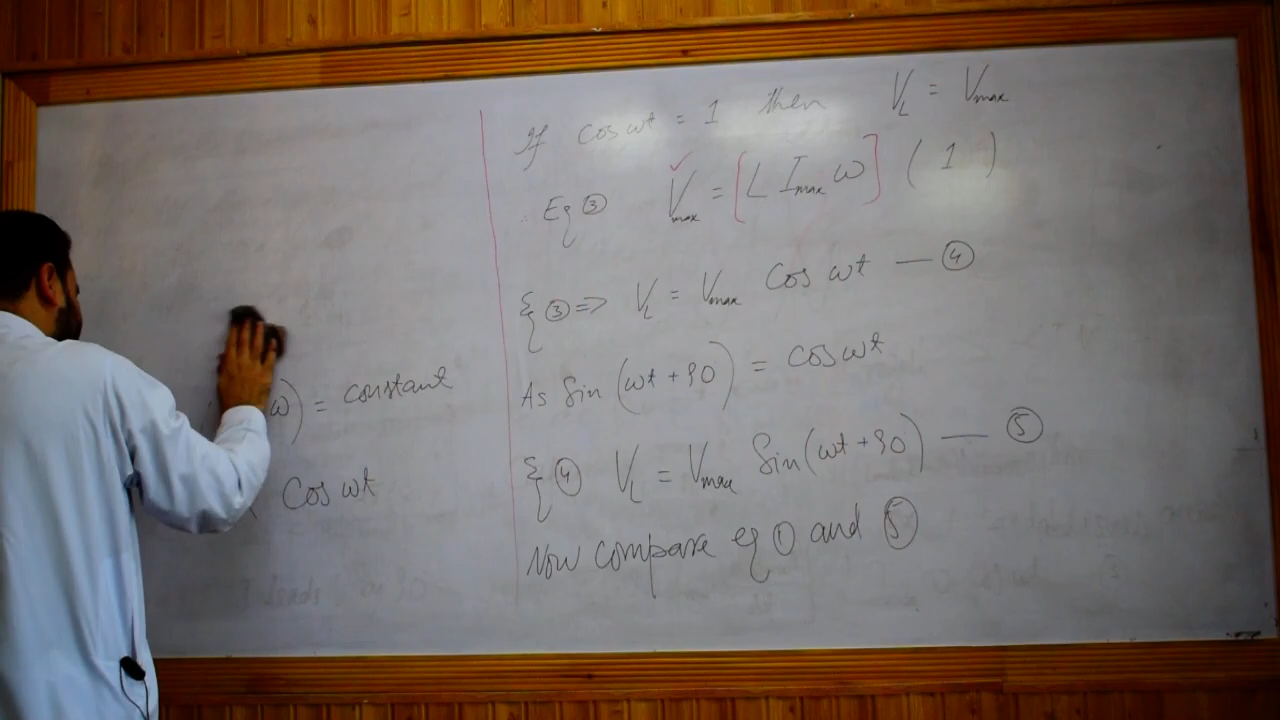 ω) = constant
Cos ωt
If cos ωt = 1 then V_L = V_max
Eq ③ V_max = [L I_max ω] (1)
Eq ③ => V_L = V_max Cos ωt — ④
As Sin (ωt + 90) = cos ωt
Eq ④ V_L = V_max Sin (ωt + 90) — ⑤
Now compare eq ① and ⑤